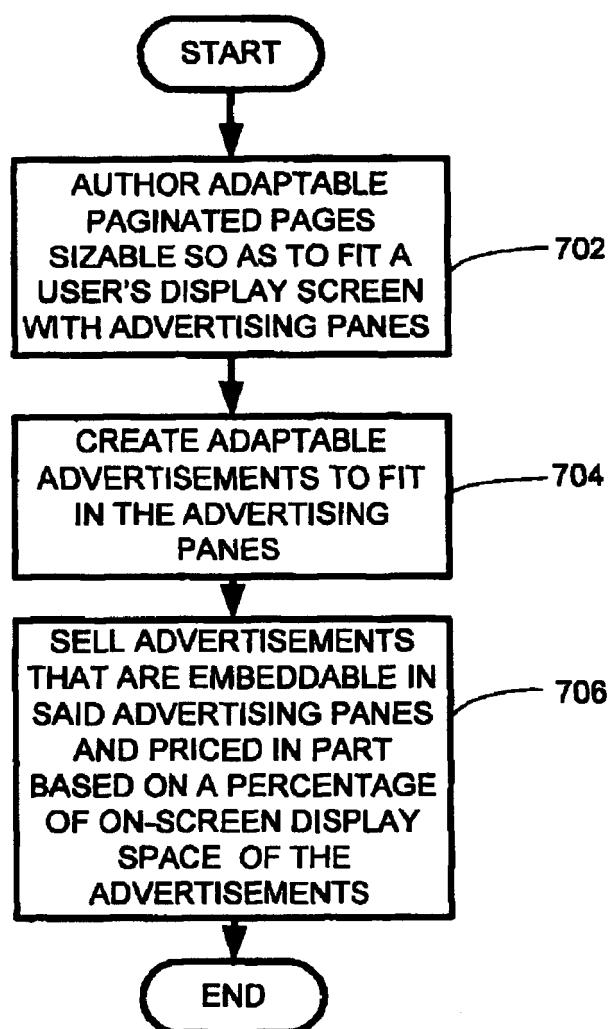 START
AUTHOR ADAPTABLE
PAGINATED PAGES
SIZABLE SO AS TO FIT A
USER'S DISPLAY SCREEN
WITH ADVERTISING PANES
702
CREATE ADAPTABLE
ADVERTISEMENTS TO FIT
IN THE ADVERTISING
PANES
704
SELL ADVERTISEMENTS
THAT ARE EMBEDDABLE IN
SAID ADVERTISING PANES
AND PRICED IN PART
BASED ON A PERCENTAGE
OF ON-SCREEN DISPLAY
SPACE OF THE
ADVERTISEMENTS
706
END